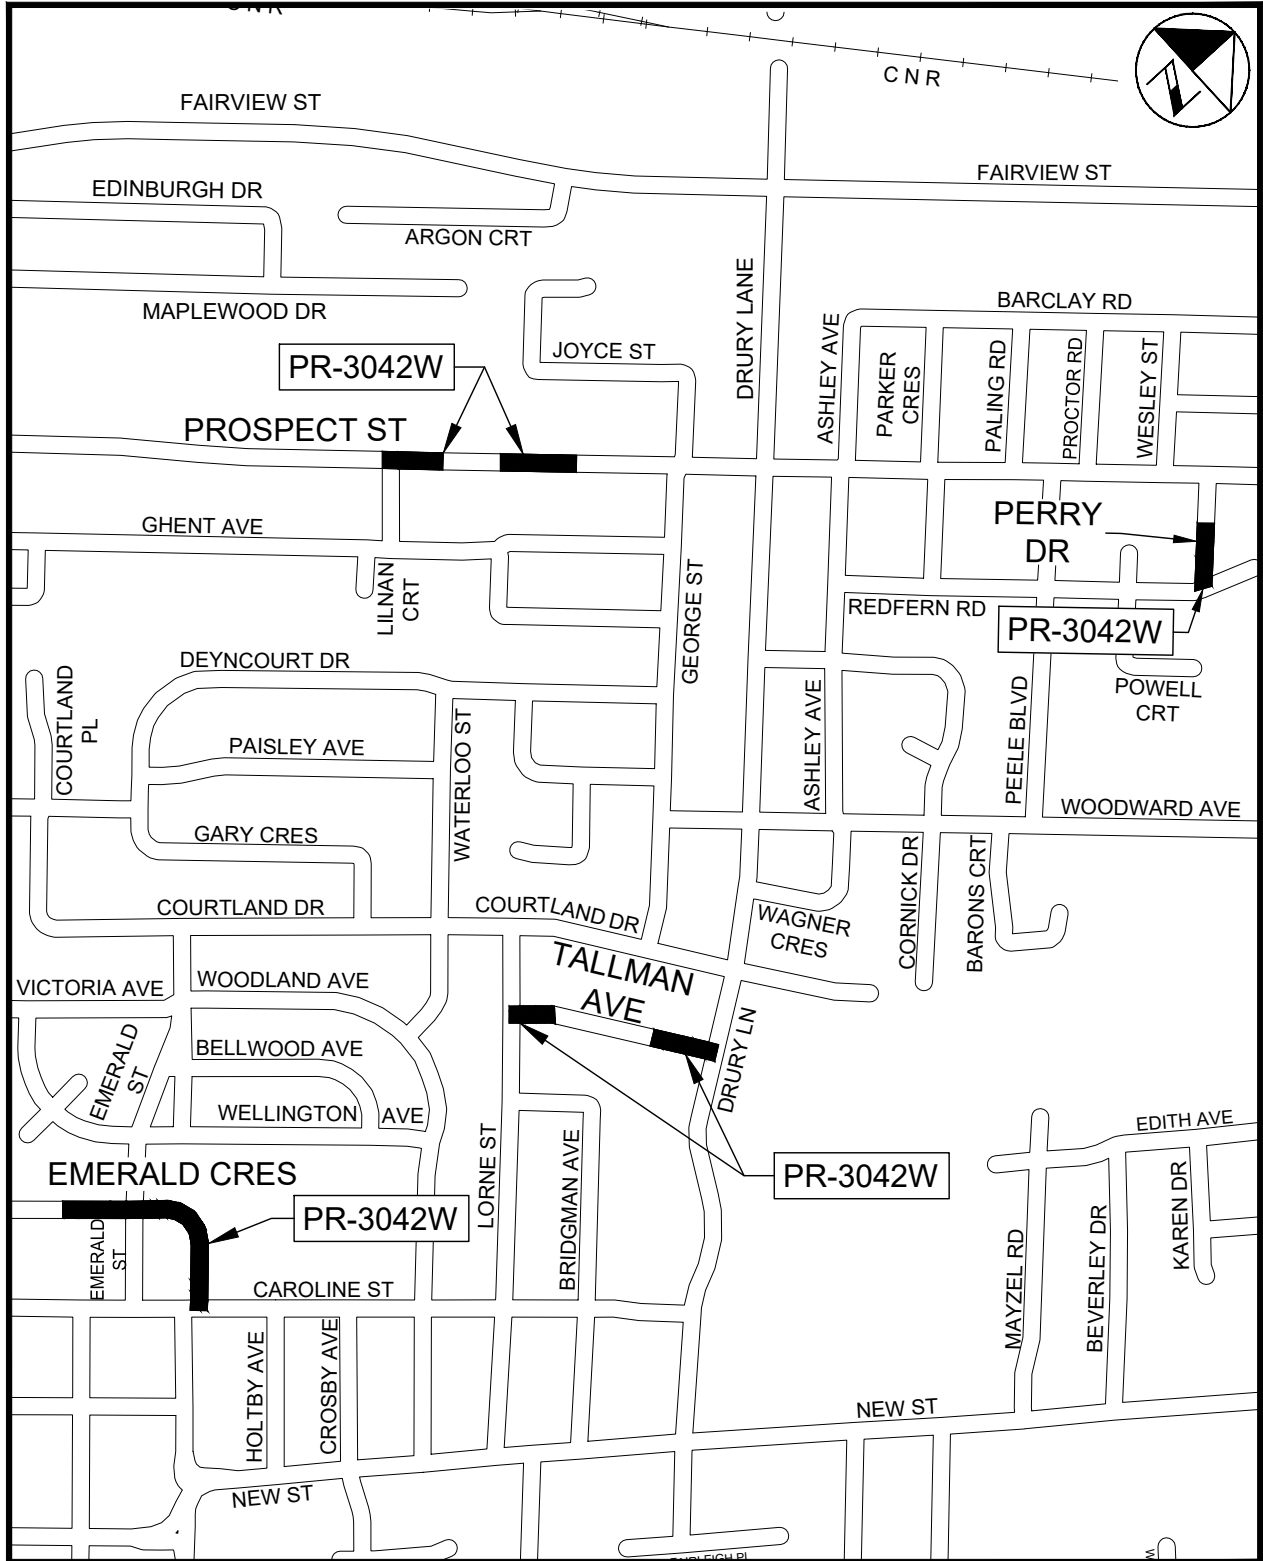 CNR
CNR
FAIRVIEW ST
FAIRVIEW ST
EDINBURGH DR
ARGON CRT
MAPLEWOOD DR
DRURY LANE
BARCLAY RD
JOYCE ST
ASHLEY AVE
PARKER
CRES
PALING RD
PROCTOR RD
WESLEY ST
PR-3042W
PROSPECT ST
GHENT AVE
PERRY
DR
LILNAN
CRT
GEORGE ST
REDFERN RD
PR-3042W
DEYNCOURT DR
COURTLAND
PL
POWELL
CRT
PAISLEY AVE
WATERLOO ST
ASHLEY AVE
PEELE BLVD
WOODWARD AVE
GARY CRES
COURTLAND DR
COURTLAND DR
WAGNER
CRES
CORNICK DR
BARONS CRT
TALLMAN
AVE
VICTORIA AVE
WOODLAND AVE
EMERALD
ST
BELLWOOD AVE
DRURY LN
WELLINGTON AVE
EDITH AVE
EMERALD CRES
LORNE ST
BRIDGMAN AVE
PR-3042W
PR-3042W
KAREN DR
EMERALD
ST
MAYZEL RD
BEVERLEY DR
CAROLINE ST
HOLTBY AVE
CROSBY AVE
NEW ST
NEW ST